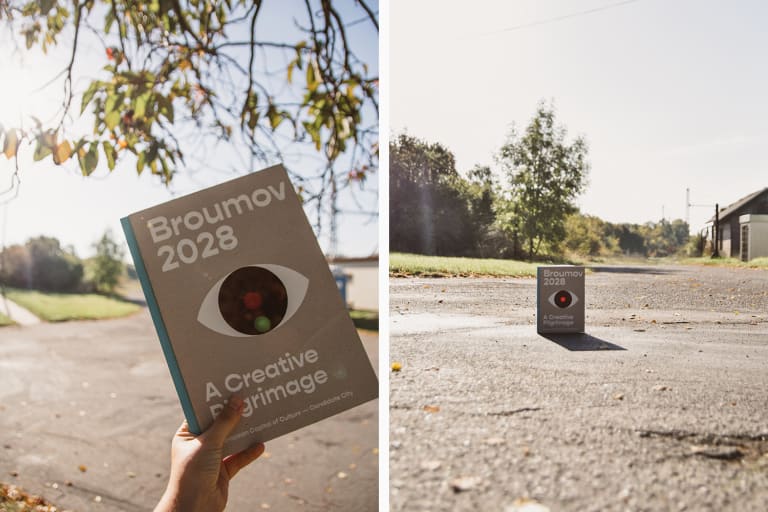 Broumov
2028
A Creative
Pilgrimage
Capital of Culture — Candidate City
Broumov
2028
A Creative
Pilgrimage